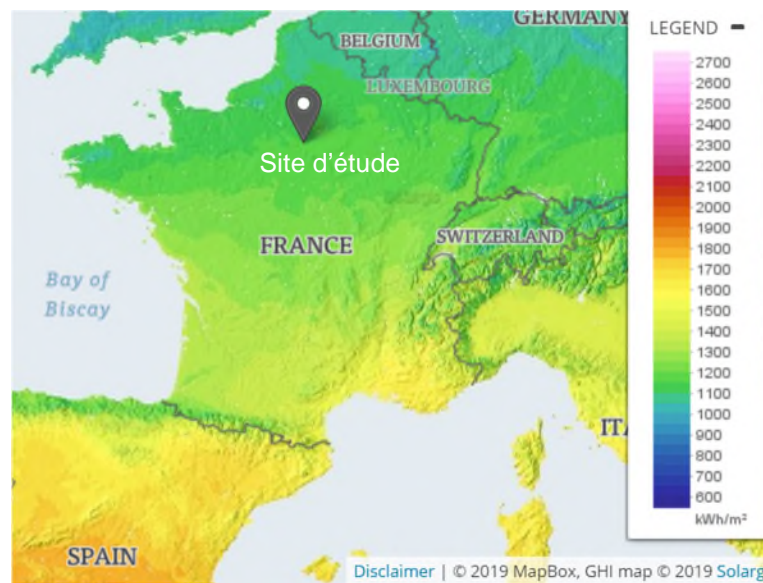 GERMANY
BELGIUM
LUXEMBOURG
Site d'étude
FRANCE
SWITZERLAND
Bay of
Biscay
SPAIN
LEGEND
2700
2600
2500
2400
2300
2200
2100
2000
1900
1800
1700
1600
1500
1400
1300
1200
1100
1000
900
800
700
600
kWh/m²
Disclaimer | © 2019 MapBox, GHI map © 2019 Solarg